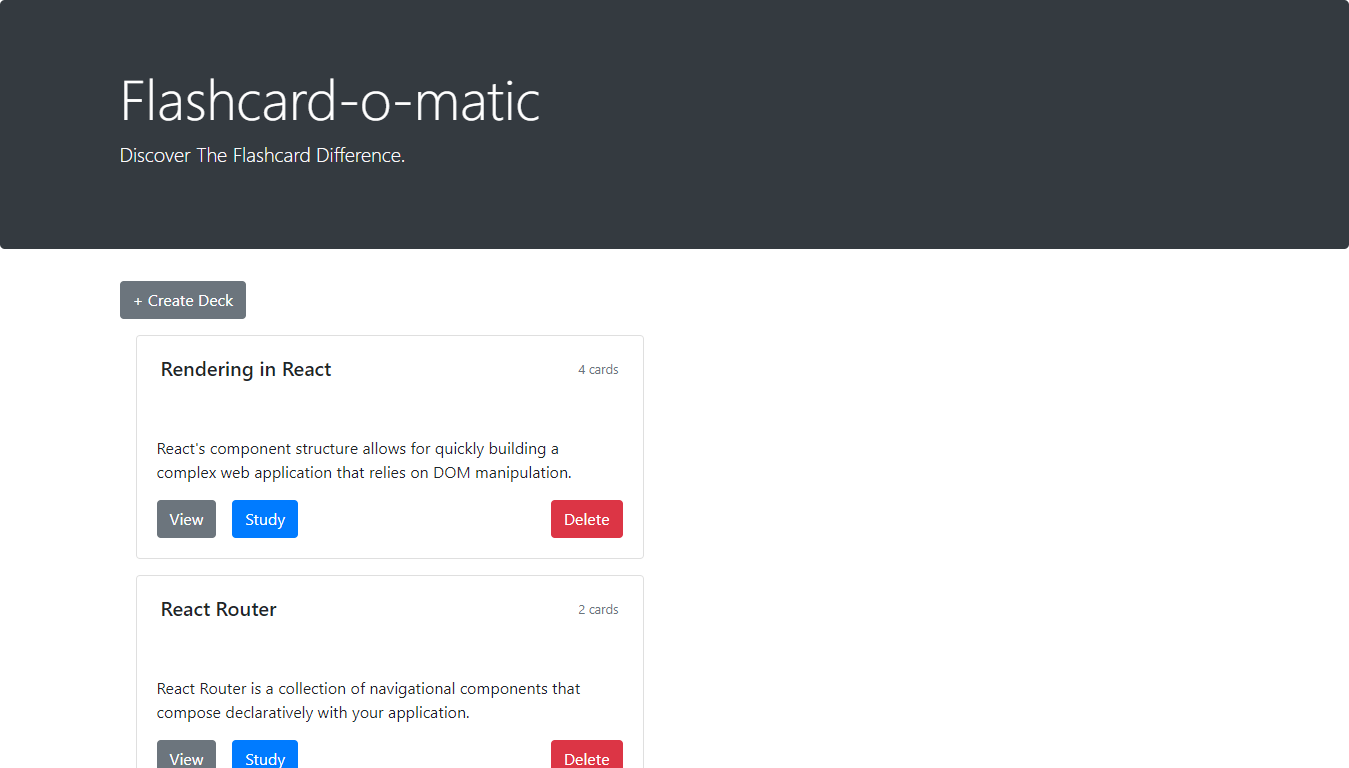 Flashcard-o-matic
Discover The Flashcard Difference.
+ Create Deck
Rendering in React
4 cards
React's component structure allows for quickly building a
complex web application that relies on DOM manipulation.
View
Study
Delete
React Router
2 cards
React Router is a collection of navigational components that
compose declaratively with your application.
View
Study
Delete